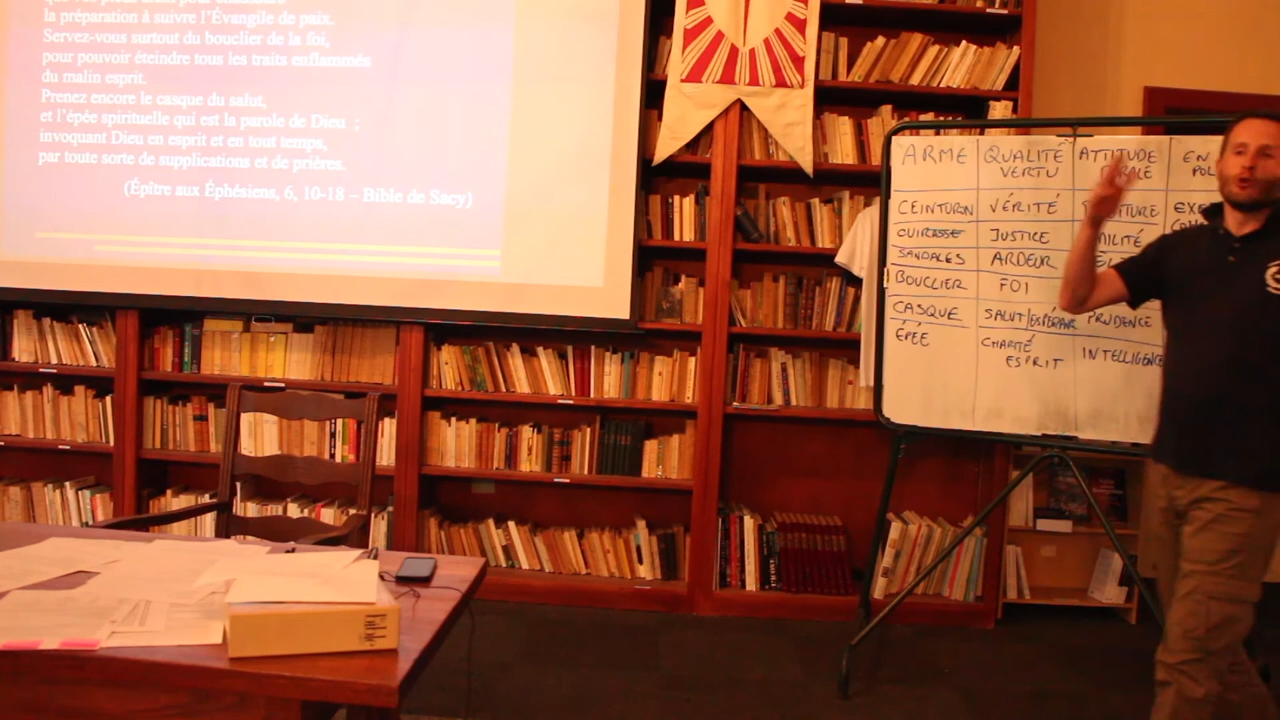 la préparation à suivre l'Évangile de paix.
Servez-vous surtout du bouclier de la foi,
pour pouvoir éteindre tous les traits enflammés
du malin esprit.
Prenez encore le casque du salut,
et l'épée spirituelle qui est la parole de Dieu ;
invoquant Dieu en esprit et en tout temps,
par toute sorte de supplications et de prières.
(Épître aux Éphésiens, 6, 10-18 – Bible de Sacy)
ARME QUALITÉ VERTU ATTITUDE EN
CEINTURON VÉRITÉ
CUIRASSE JUSTICE
SANDALES ARDEUR
BOUCLIER FOI
CASQUE SALUT/ESPÉRANCE PRUDENCE
ÉPÉE CHARITÉ ESPRIT INTELLIGENCE